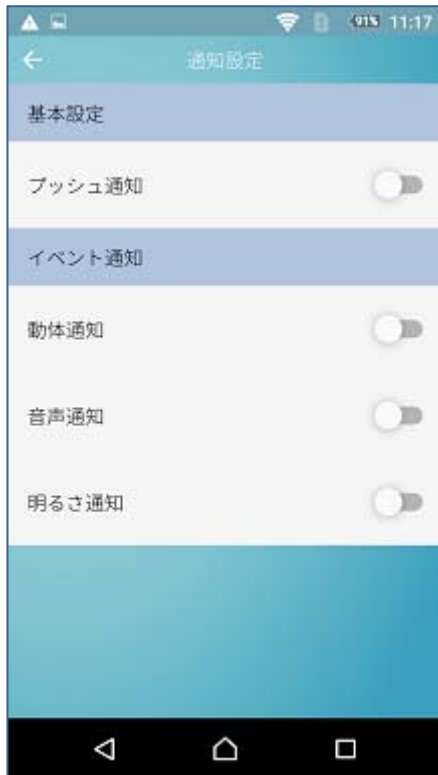 91% 11:17
通知設定
基本設定
プッシュ通知
イベント通知
動体通知
音声通知
明るさ通知